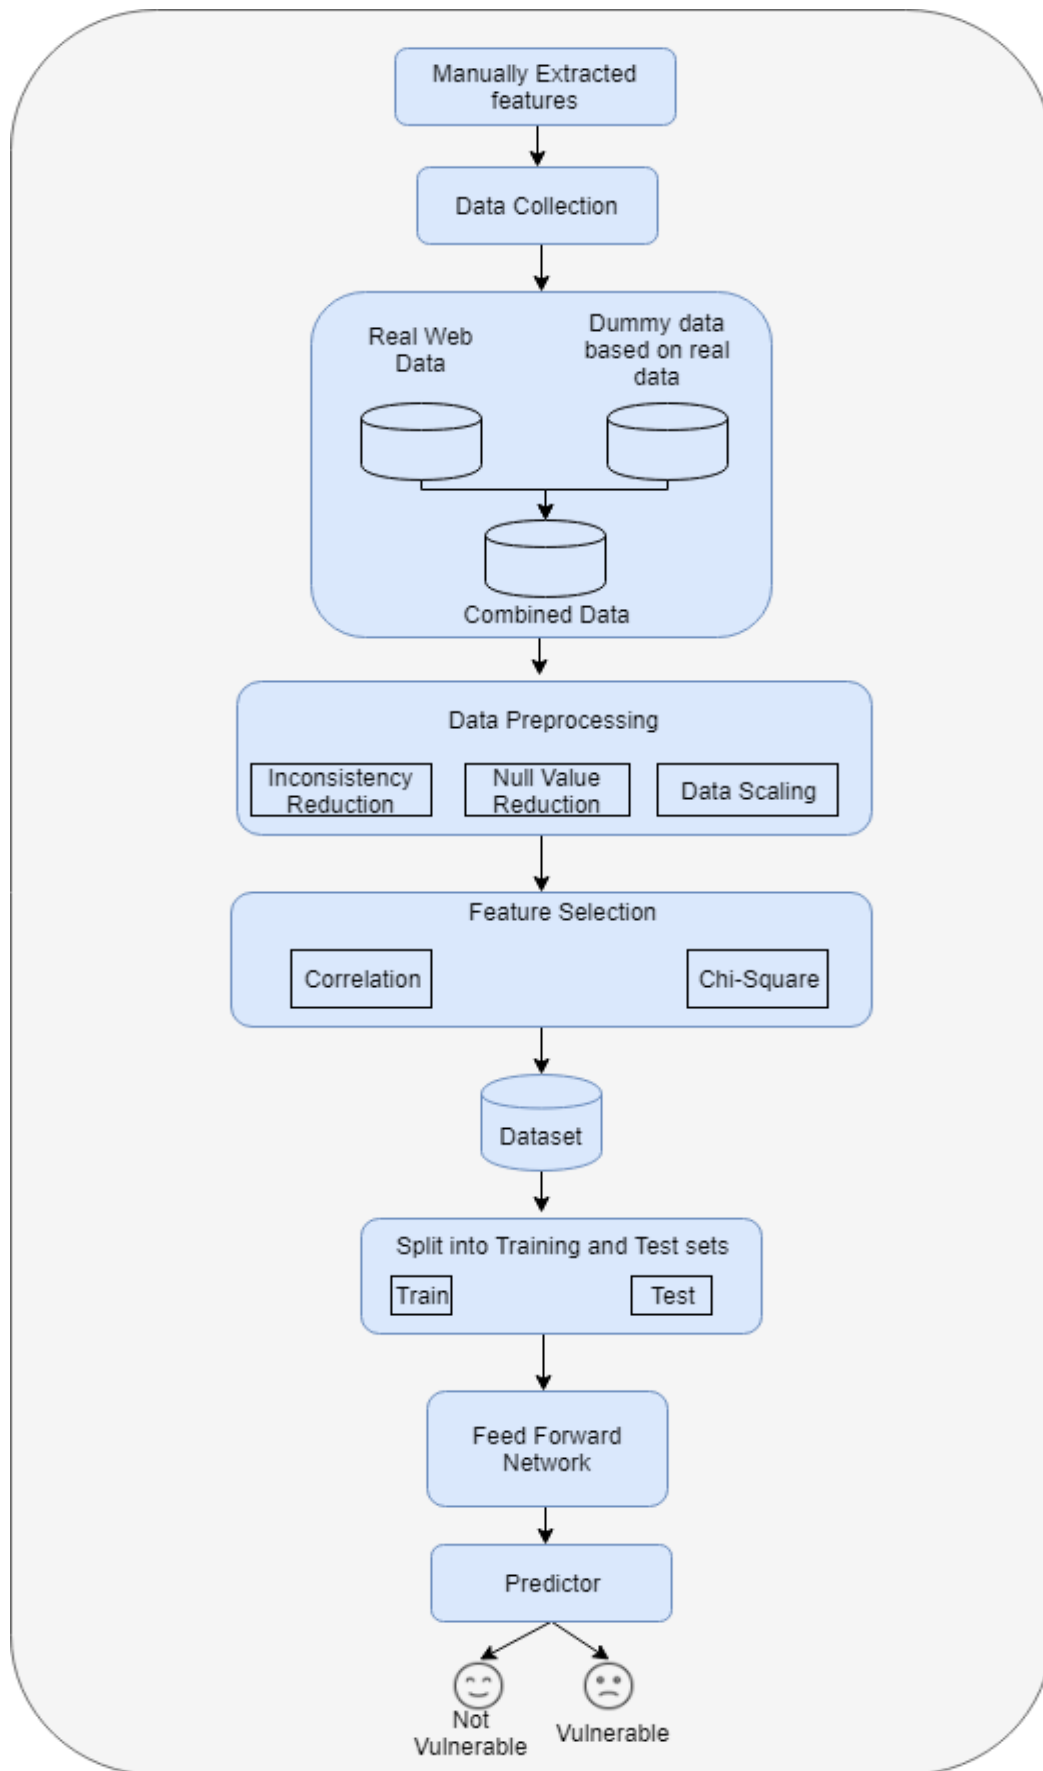 Manually Extracted
features
Data Collection
Real Web
Data
Dummy data
based on real
data
Combined Data
Data Preprocessing
Inconsistency
Reduction
Null Value
Reduction
Data Scaling
Feature Selection
Correlation
Chi-Square
Dataset
Split into Training and Test sets
Train
Test
Feed Forward
Network
Predictor
Not
Vulnerable
Vulnerable